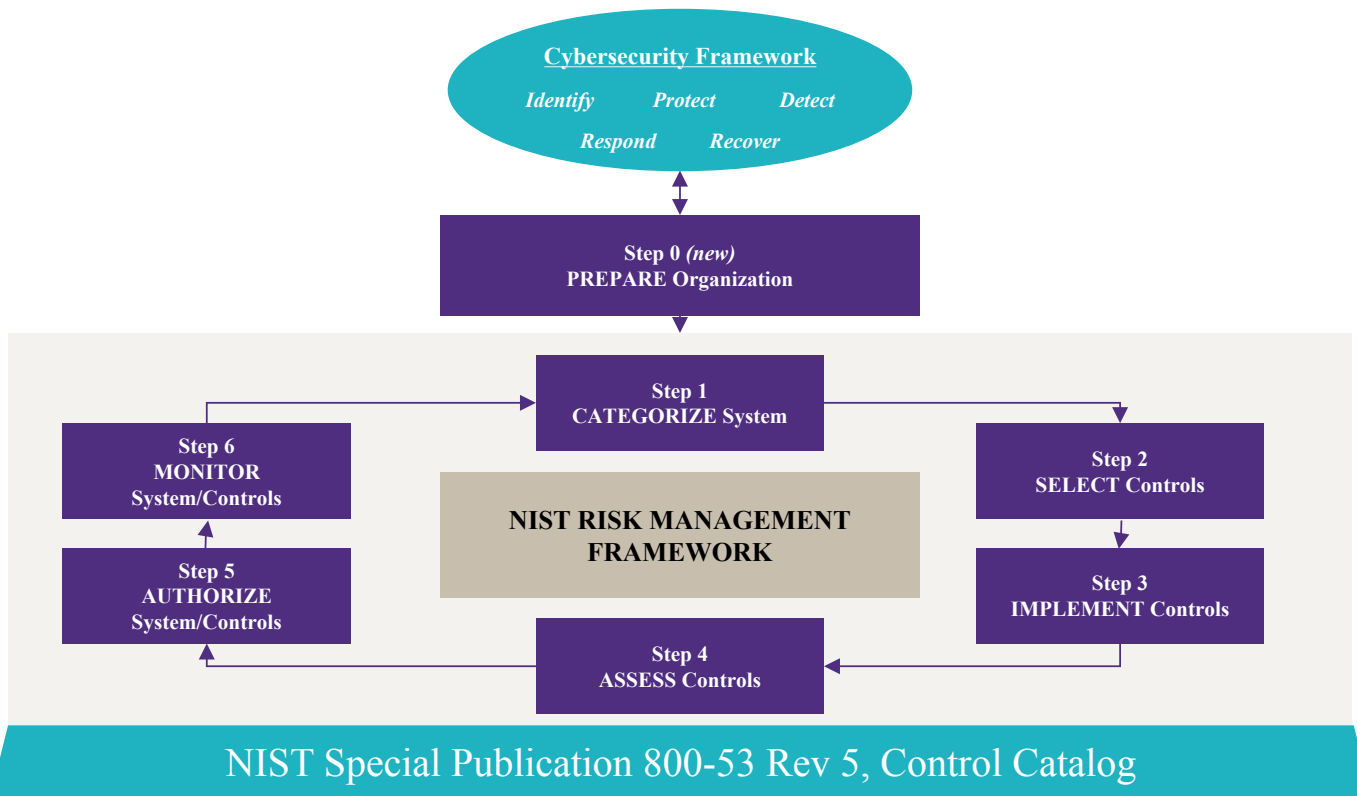 Cybersecurity Framework
Identify Protect Detect
Respond Recover
Step 0 (new)
PREPARE Organization
Step 1
CATEGORIZE System
Step 2
SELECT Controls
Step 3
IMPLEMENT Controls
Step 4
ASSESS Controls
Step 5
AUTHORIZE
System/Controls
Step 6
MONITOR
System/Controls
NIST RISK MANAGEMENT
FRAMEWORK
NIST Special Publication 800-53 Rev 5, Control Catalog